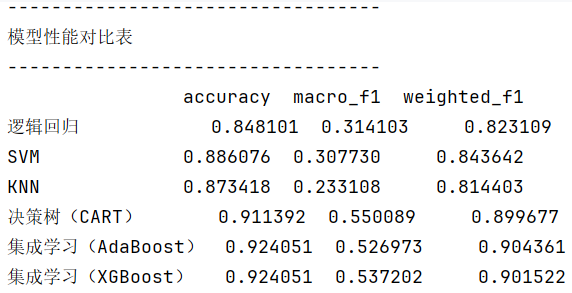 ----------------------------------
模型性能对比表
----------------------------------
accuracy macro_f1 weighted_f1
逻辑回归 0.848101 0.314103 0.823109
SVM 0.886076 0.307730 0.843642
KNN 0.873418 0.233108 0.814403
决策树（CART） 0.911392 0.550089 0.899677
集成学习（AdaBoost） 0.924051 0.526973 0.904361
集成学习（XGBoost） 0.924051 0.537202 0.901522